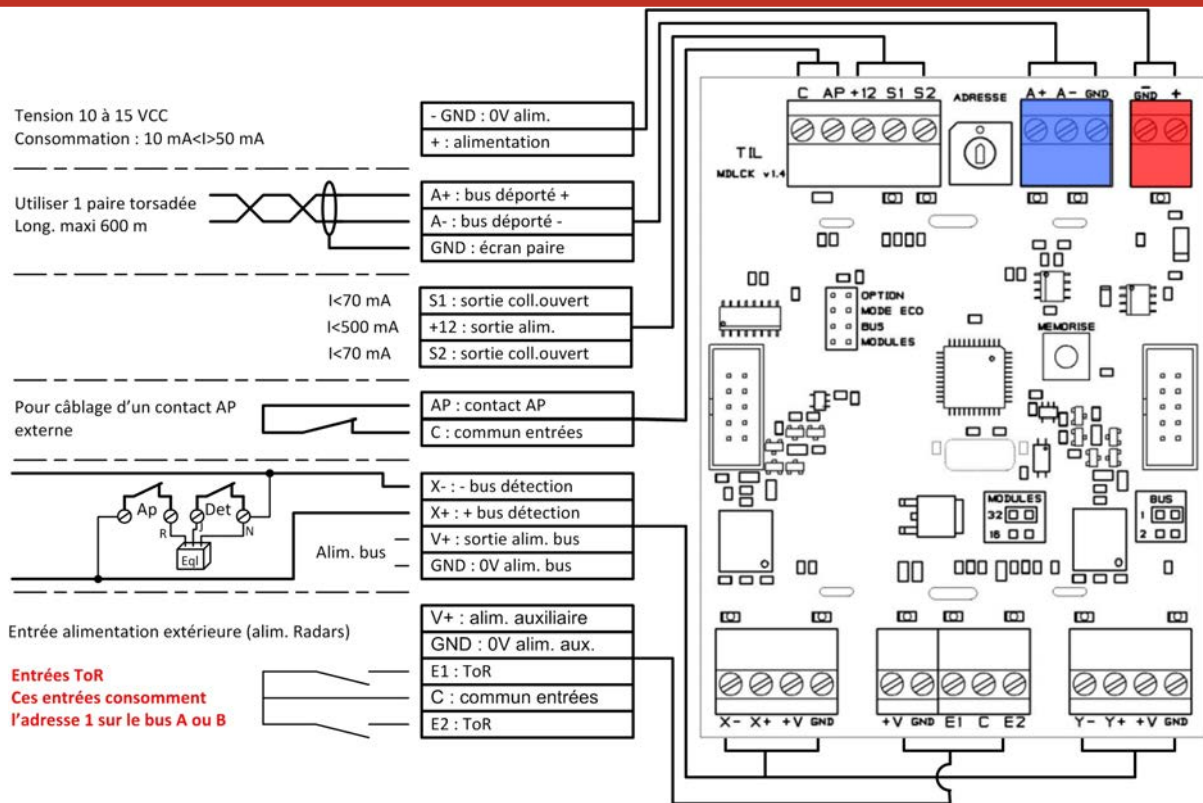 Tension 10 à 15 VCC
Consommation : 10 mA<I>50 mA
- GND : 0V alim.
+ : alimentation
Utiliser 1 paire torsadée
Long. maxi 600 m
A+ : bus déporté +
A- : bus déporté -
GND : écran paire
I<70 mA
S1 : sortie coll.ouvert
I<500 mA
+12 : sortie alim.
I<70 mA
S2 : sortie coll.ouvert
Pour câblage d'un contact AP
externe
AP : contact AP
C : commun entrées
Ap
Det
R
J
N
Eql
Alim. bus
X- : - bus détection
X+ : + bus détection
V+ : sortie alim. bus
GND : 0V alim. bus
Entrée alimentation extérieure (alim. Radars)
Entrées ToR
Ces entrées consomment
l'adresse 1 sur le bus A ou B
V+ : alim. auxiliaire
GND : 0V alim. aux.
E1 : ToR
C : commun entrées
E2 : ToR
C AP +12 S1 S2
ADRESSE
A+ A- GND
- +
GND
TIL
MDLCK v1.4
OPTION
MODE ECO
BUS
MODULES
MEMORISE
MODULES
32
16
BUS
1
2
X- X+ +V GND
+V GND E1 C E2
Y- Y+ +V GND